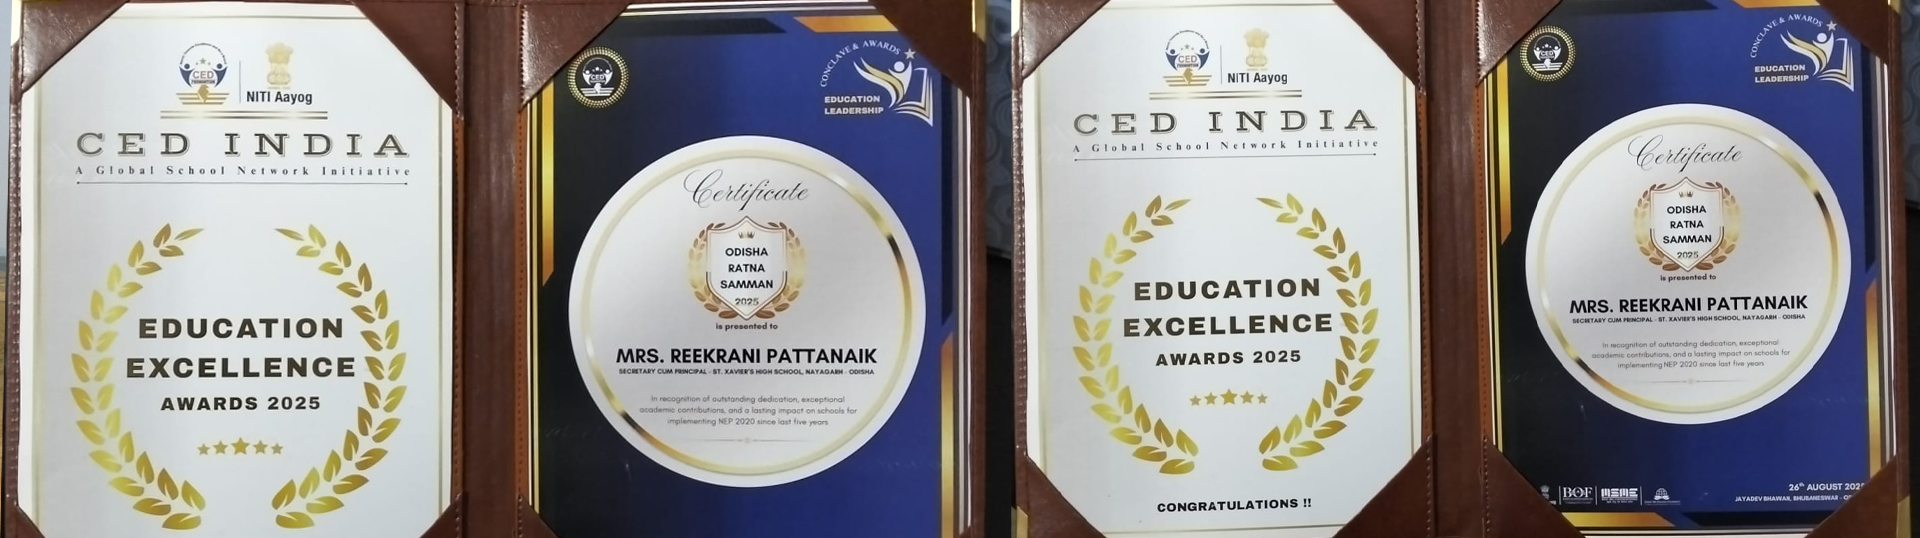 CED
FOUNDATION
NITI Aayog
CED INDIA
A Global School Network Initiative
EDUCATION
EXCELLENCE
AWARDS 2025
CED
CONCLAVE & AWARDS
EDUCATION
LEADERSHIP
Certificate
ODISHA
RATNA
SAMMAN
2025
is presented to
MRS. REEKRANI PATTANAIK
SECRETARY CUM PRINCIPAL - ST. XAVIER'S HIGH SCHOOL, NAYAGARH - ODISHA
In recognition of outstanding dedication, exceptional
academic contributions, and a lasting impact on schools for
implementing NEP 2020 since last five years
CED
FOUNDATION
NITI Aayog
CED INDIA
A Global School Network Initiative
EDUCATION
EXCELLENCE
AWARDS 2025
CONGRATULATIONS !!
CED
CONCLAVE & AWARDS
EDUCATION
LEADERSHIP
Certificate
ODISHA
RATNA
SAMMAN
2025
is presented to
MRS. REEKRANI PATTANAIK
SECRETARY CUM PRINCIPAL - ST. XAVIER'S HIGH SCHOOL, NAYAGARH - ODISHA
In recognition of outstanding dedication, exceptional
academic contributions, and a lasting impact on schools for
implementing NEP 2020 since last five years
BOF MSME
26th AUGUST 2025
JAYADEV BHAWAN, BHUBANESWAR -